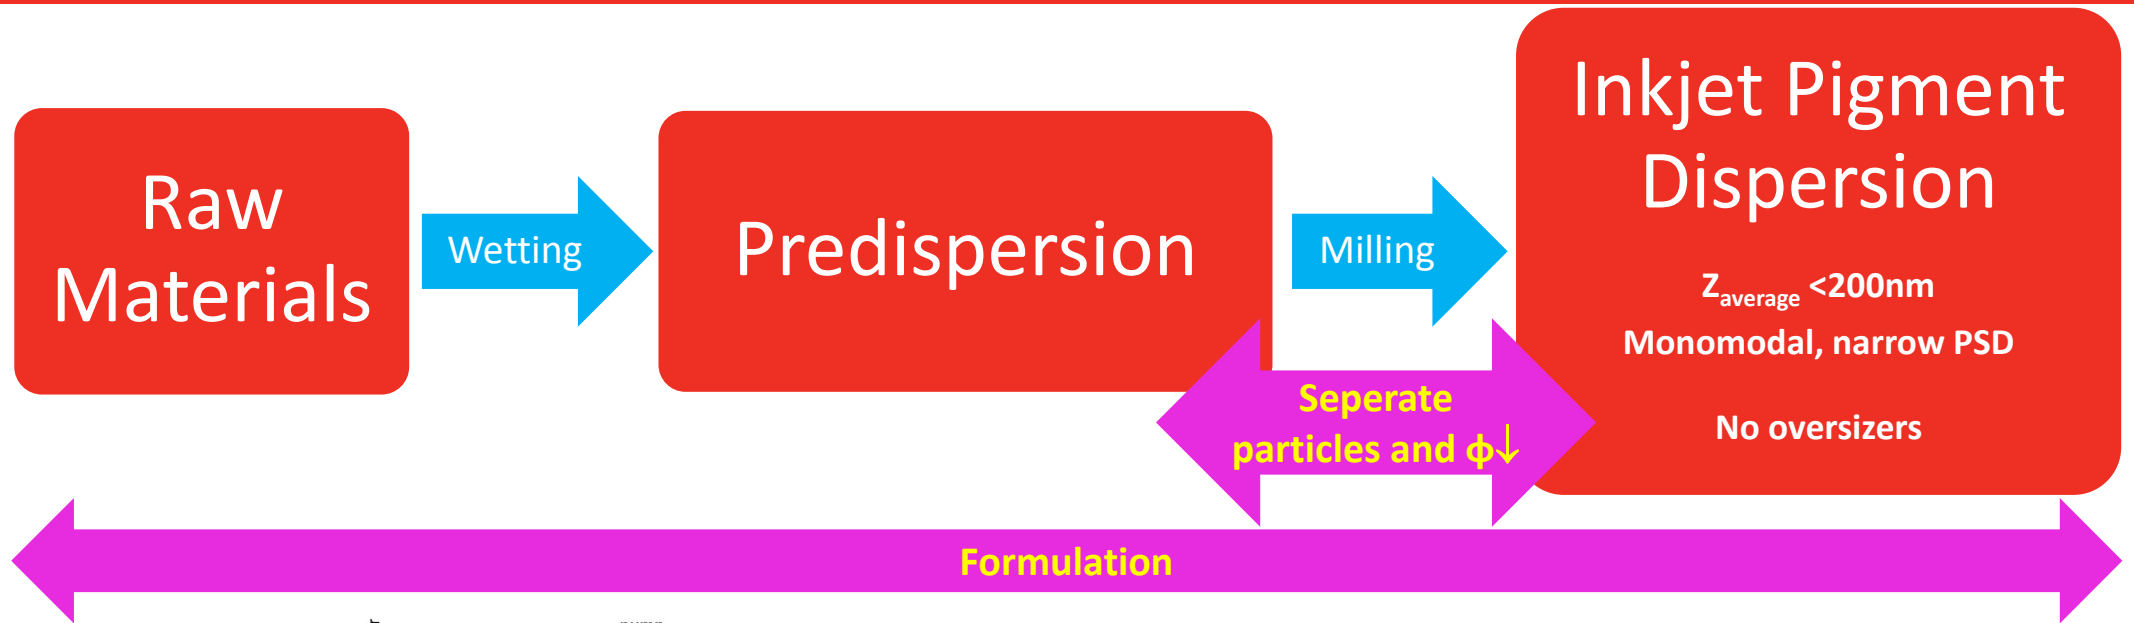 Raw
Materials
Wetting
Predispersion
Milling
Inkjet Pigment
Dispersion
Zaverage <200nm
Monomodal, narrow PSD
No oversizers
Seperate
particles and ϕ↓
Formulation